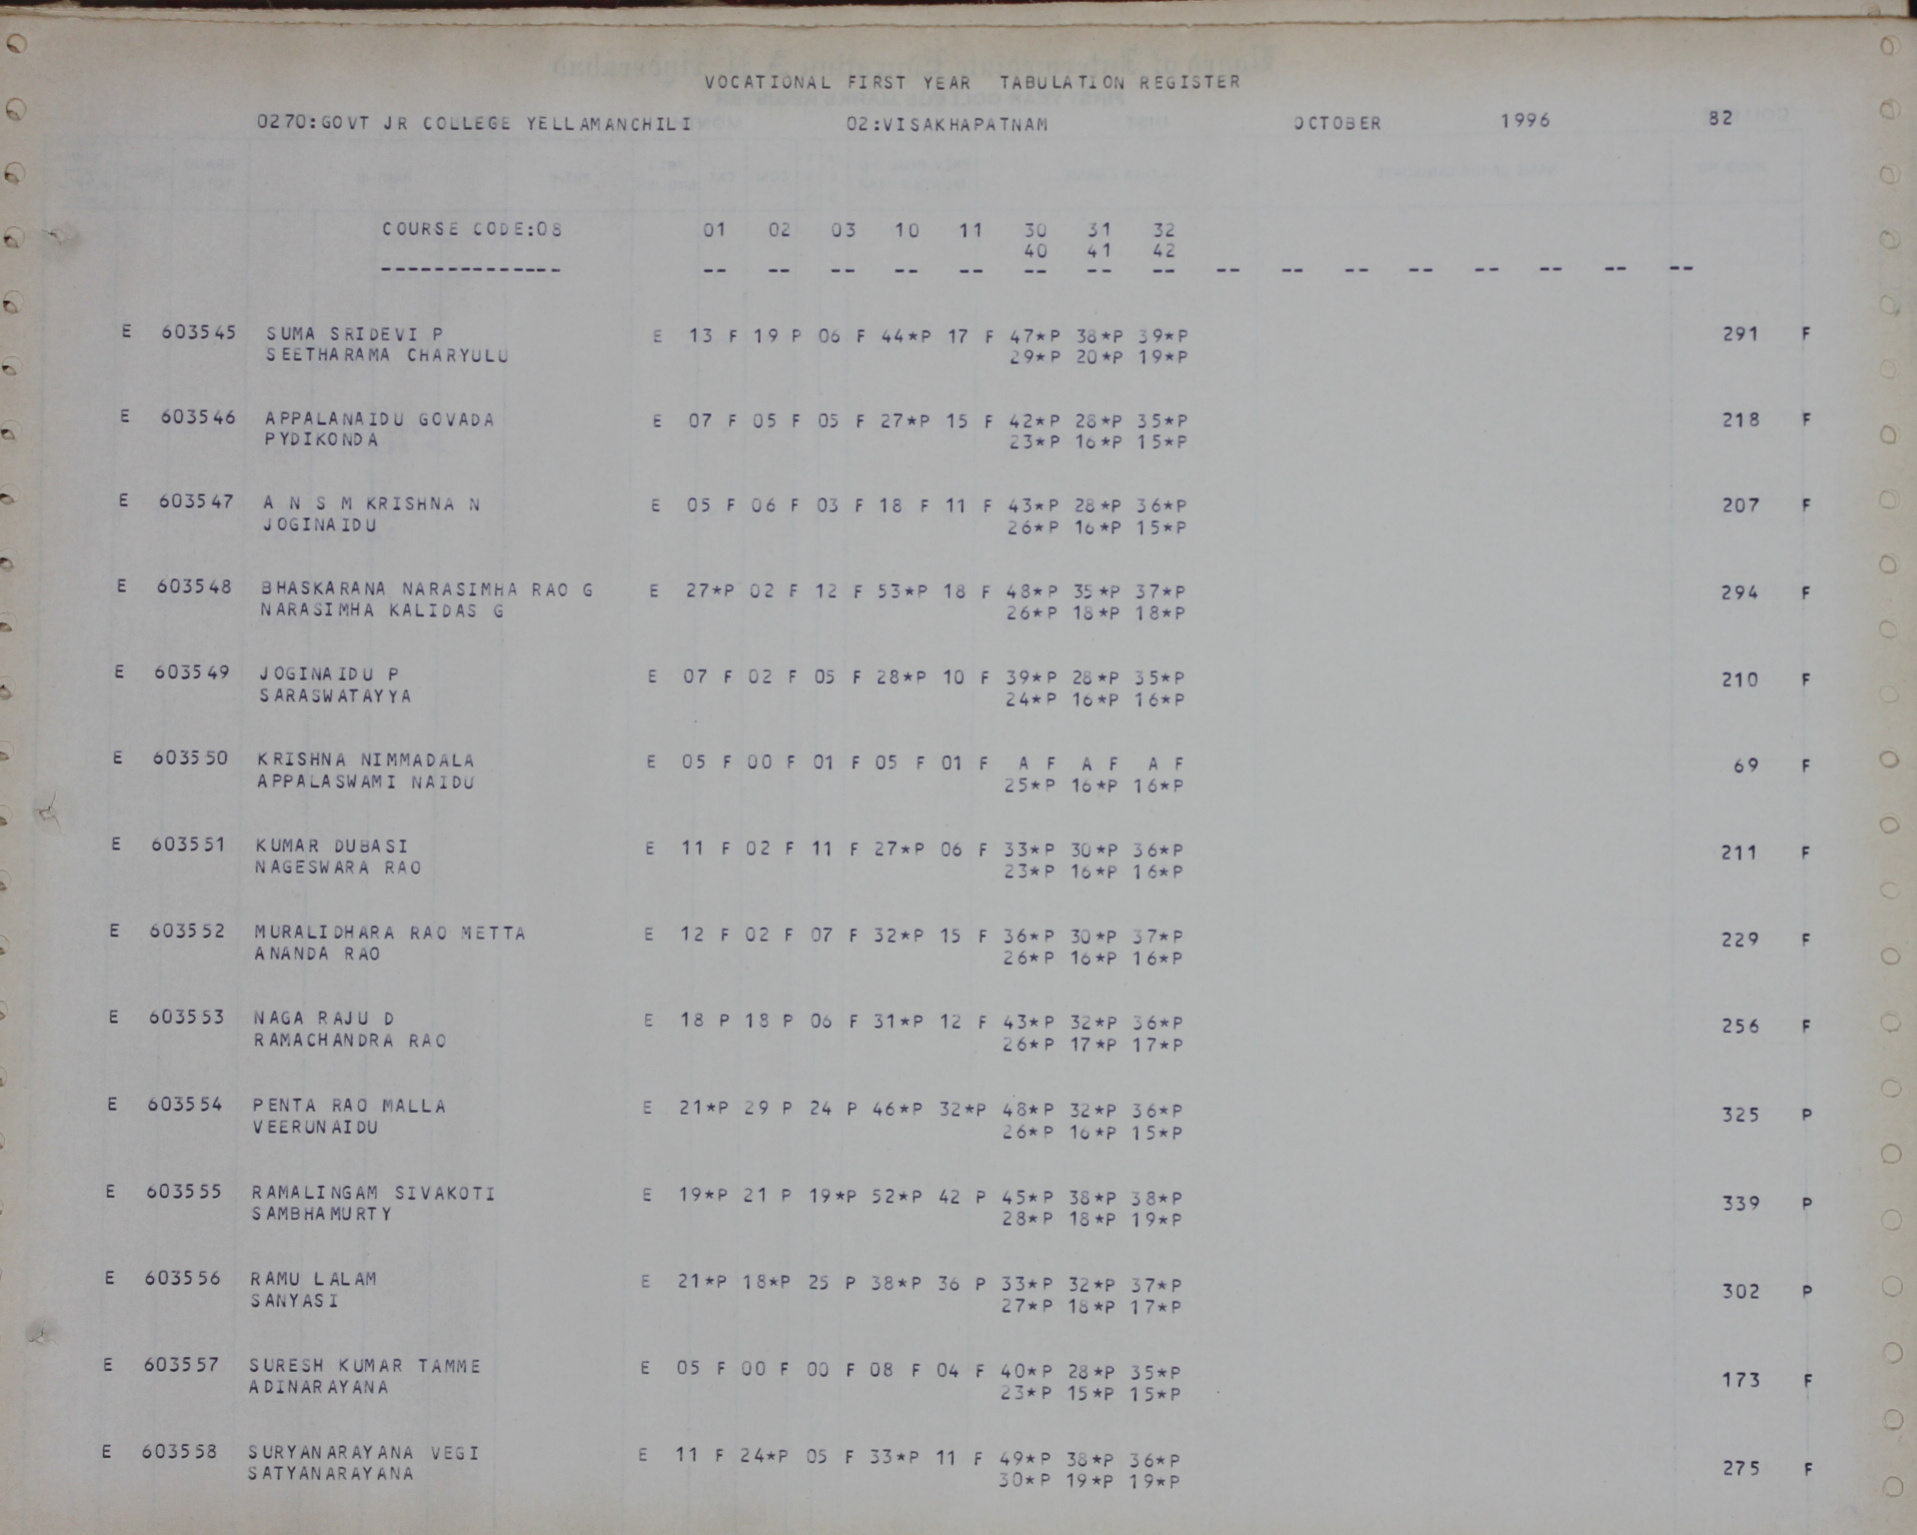 VOCATIONAL FIRST YEAR TABULATION REGISTER
0270:GOVT JR COLLEGE YELLAMANCHILI 02:VISAKHAPATNAM OCTOBER 1996 82
COURSE CODE:08 01 02 03 10 11 30 31 32
40 41 42
-------------- -- -- -- -- -- -- -- -- -- -- -- -- -- -- -- --
E 603545 SUMA SRIDEVI P E 13 F 19 P 06 F 44*P 17 F 47*P 38*P 39*P 291 F
SEETHARAMA CHARYULU 29*P 20*P 19*P
E 603546 APPALANAIDU GOVADA E 07 F 05 F 05 F 27*P 15 F 42*P 28*P 35*P 218 F
PYDIKONDA 23*P 16*P 15*P
E 603547 A N S M KRISHNA N E 05 F 06 F 03 F 18 F 11 F 43*P 28*P 36*P 207 F
JOGINAIDU 26*P 16*P 15*P
E 603548 BHASKARANA NARASIMHA RAO G E 27*P 02 F 12 F 53*P 18 F 48*P 35*P 37*P 294 F
NARASIMHA KALIDAS G 26*P 18*P 18*P
E 603549 JOGINAIDU P E 07 F 02 F 05 F 28*P 10 F 39*P 28*P 35*P 210 F
SARASWATAYYA 24*P 16*P 16*P
E 603550 KRISHNA NIMMADALA E 05 F 00 F 01 F 05 F 01 F A F A F A F 69 F
APPALASWAMI NAIDU 25*P 16*P 16*P
E 603551 KUMAR DUBASI E 11 F 02 F 11 F 27*P 06 F 33*P 30*P 36*P 211 F
NAGESWARA RAO 23*P 16*P 16*P
E 603552 MURALIDHARA RAO METTA E 12 F 02 F 07 F 32*P 15 F 36*P 30*P 37*P 229 F
ANANDA RAO 26*P 16*P 16*P
E 603553 NAGA RAJU D E 18 P 18 P 06 F 31*P 12 F 43*P 32*P 36*P 256 F
RAMACHANDRA RAO 26*P 17*P 17*P
E 603554 PENTA RAO MALLA E 21*P 29 P 24 P 46*P 32*P 48*P 32*P 36*P 325 P
VEERUNAIDU 26*P 16*P 15*P
E 603555 RAMALINGAM SIVAKOTI E 19*P 21 P 19*P 52*P 42 P 45*P 38*P 38*P 339 P
SAMBHAMURTY 28*P 18*P 19*P
E 603556 RAMU LALAM E 21*P 18*P 25 P 38*P 36 P 33*P 32*P 37*P 302 P
SANYASI 27*P 18*P 17*P
E 603557 SURESH KUMAR TAMME E 05 F 00 F 00 F 08 F 04 F 40*P 28*P 35*P 173 F
ADINARAYANA 23*P 15*P 15*P
E 603558 SURYANARAYANA VEGI E 11 F 24*P 05 F 33*P 11 F 49*P 38*P 36*P 275 F
SATYANARAYANA 30*P 19*P 19*P